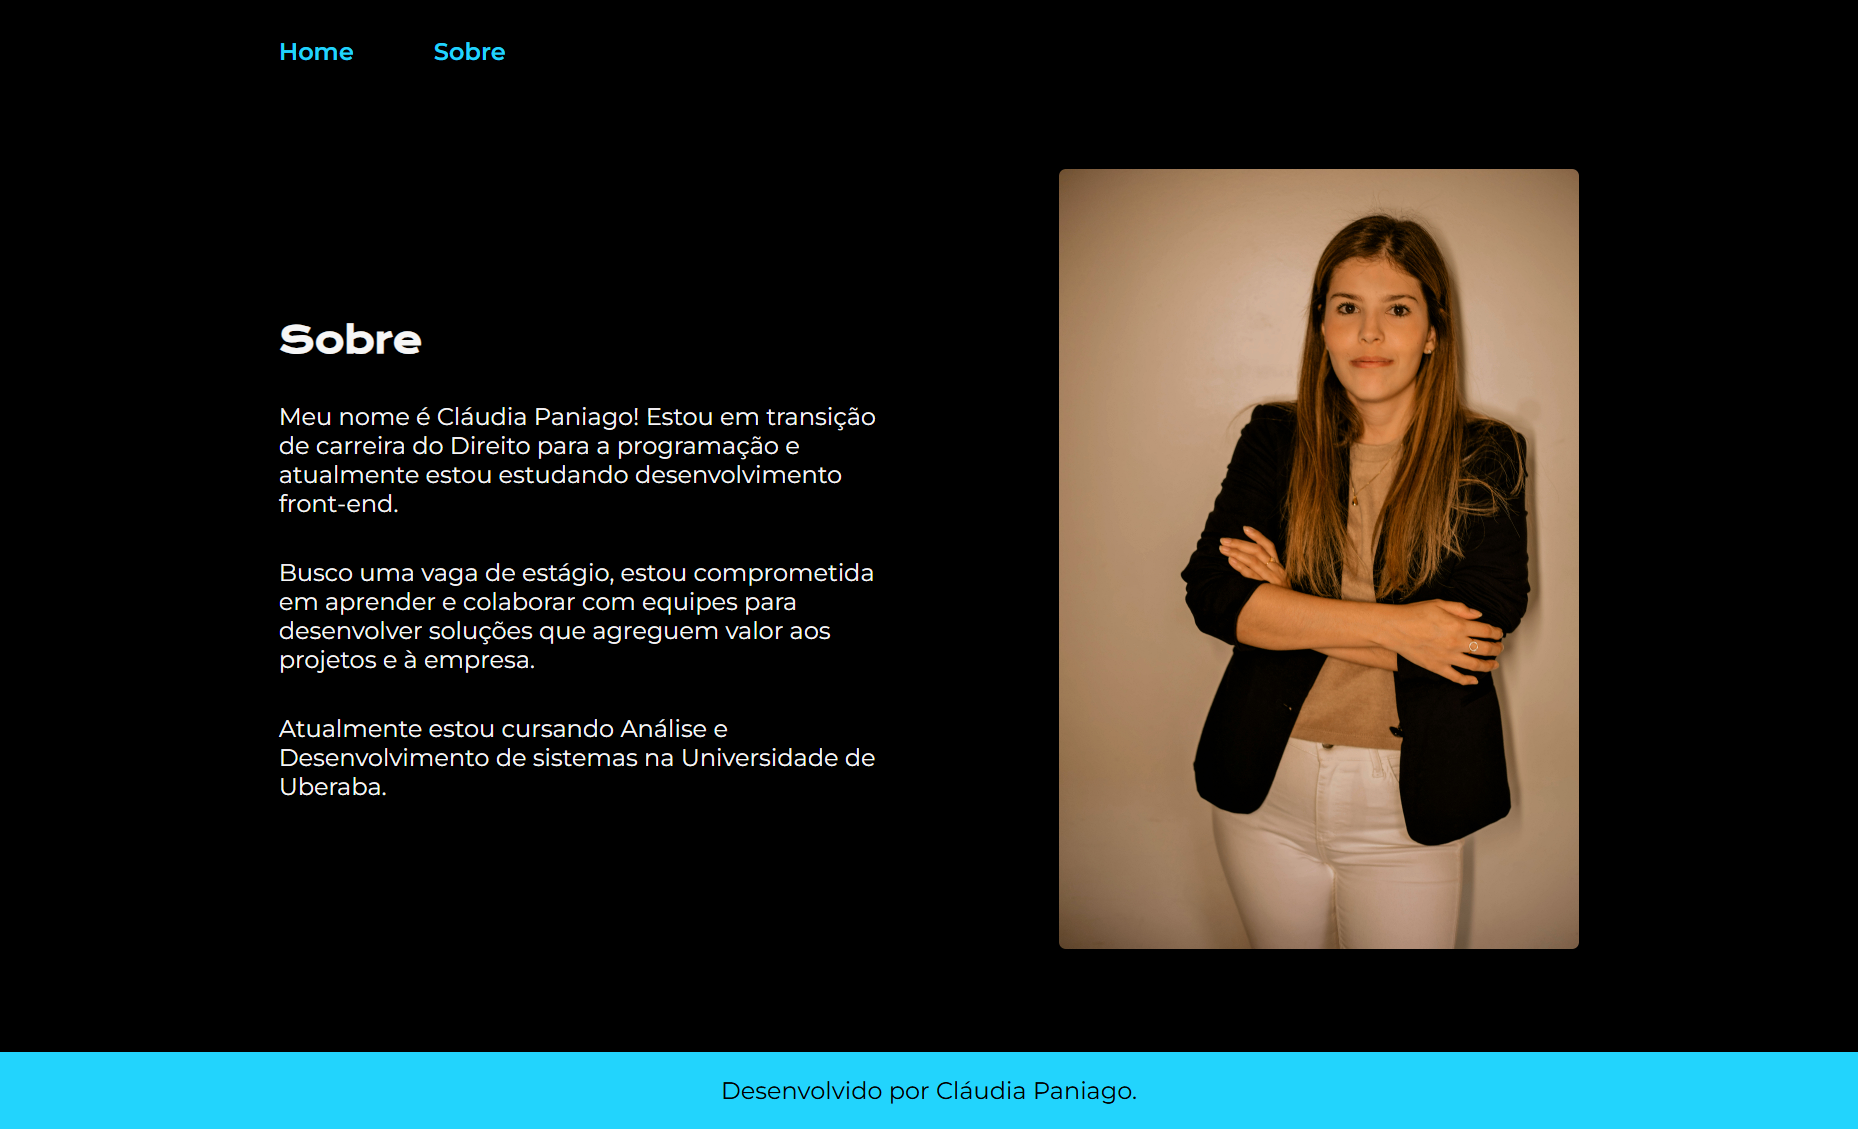 Home
Sobre
Sobre
Meu nome é Cláudia Paniago! Estou em transição
de carreira do Direito para a programação e
atualmente estou estudando desenvolvimento
front-end.
Busco uma vaga de estágio, estou comprometida
em aprender e colaborar com equipes para
desenvolver soluções que agreguem valor aos
projetos e à empresa.
Atualmente estou cursando Análise e
Desenvolvimento de sistemas na Universidade de
Uberaba.
Desenvolvido por Cláudia Paniago.